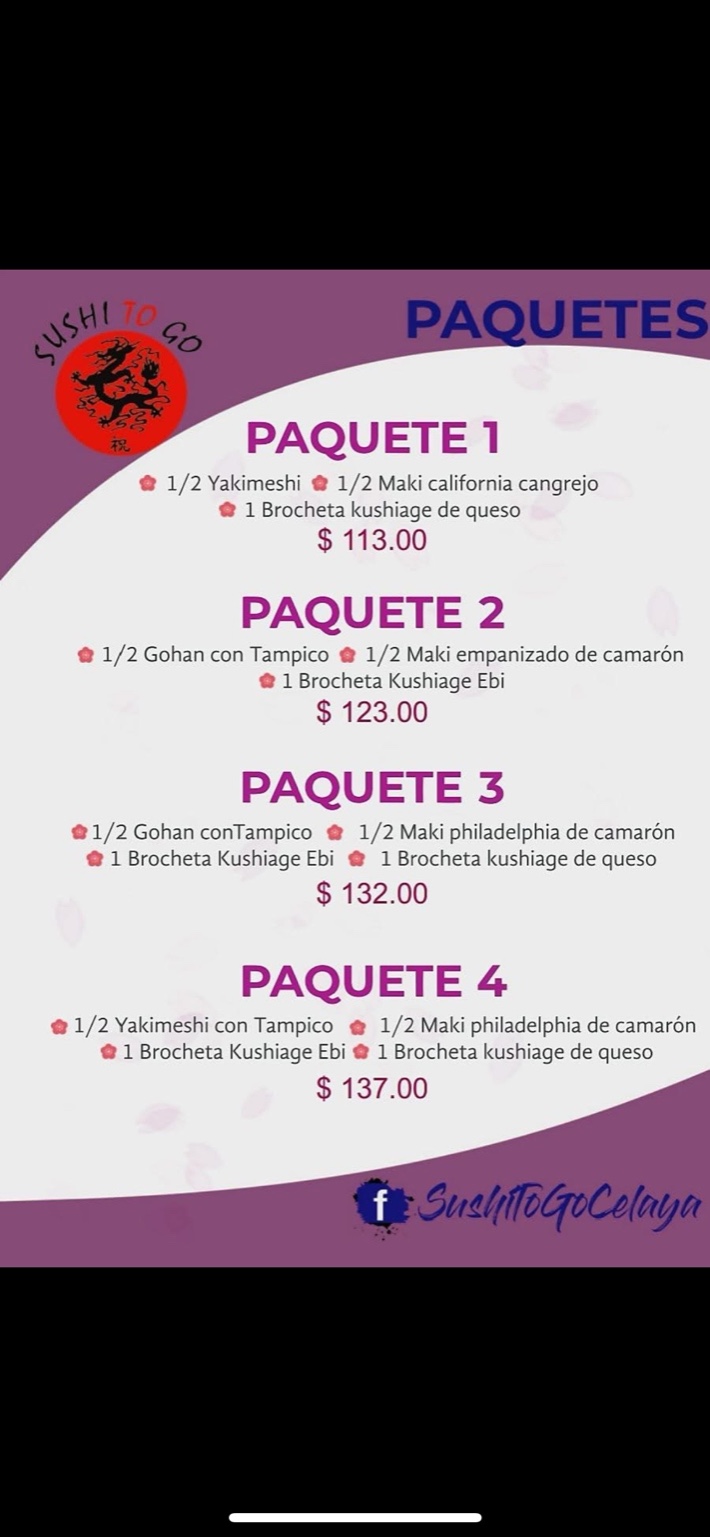 SUSHI TO GO
祝
PAQUETES
PAQUETE 1
1/2 Yakimeshi 1/2 Maki california cangrejo
1 Brocheta kushiage de queso
$ 113.00
PAQUETE 2
1/2 Gohan con Tampico 1/2 Maki empanizado de camarón
1 Brocheta Kushiage Ebi
$ 123.00
PAQUETE 3
1/2 Gohan conTampico 1/2 Maki philadelphia de camarón
1 Brocheta Kushiage Ebi 1 Brocheta kushiage de queso
$ 132.00
PAQUETE 4
1/2 Yakimeshi con Tampico 1/2 Maki philadelphia de camarón
1 Brocheta Kushiage Ebi 1 Brocheta kushiage de queso
$ 137.00
f SushiToGoCelaya